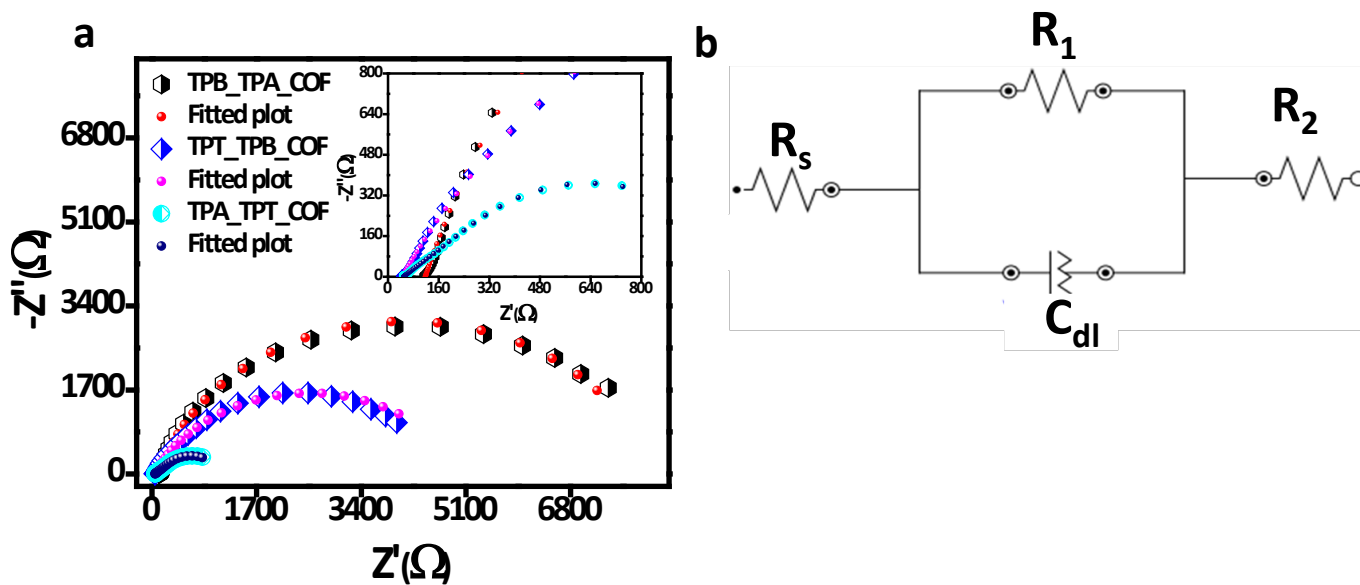 a
TPB_TPA_COF
Fitted plot
TPT_TPB_COF
Fitted plot
TPA_TPT_COF
Fitted plot
-Z''(Ω)
6800
5100
3400
1700
0
0 1700 3400 5100 6800
Z'(Ω)
-Z''(Ω)
800
640
480
320
160
0
0 160 320 480 640 800
Z'(Ω)
b
R1
Rs
R2
Cdl